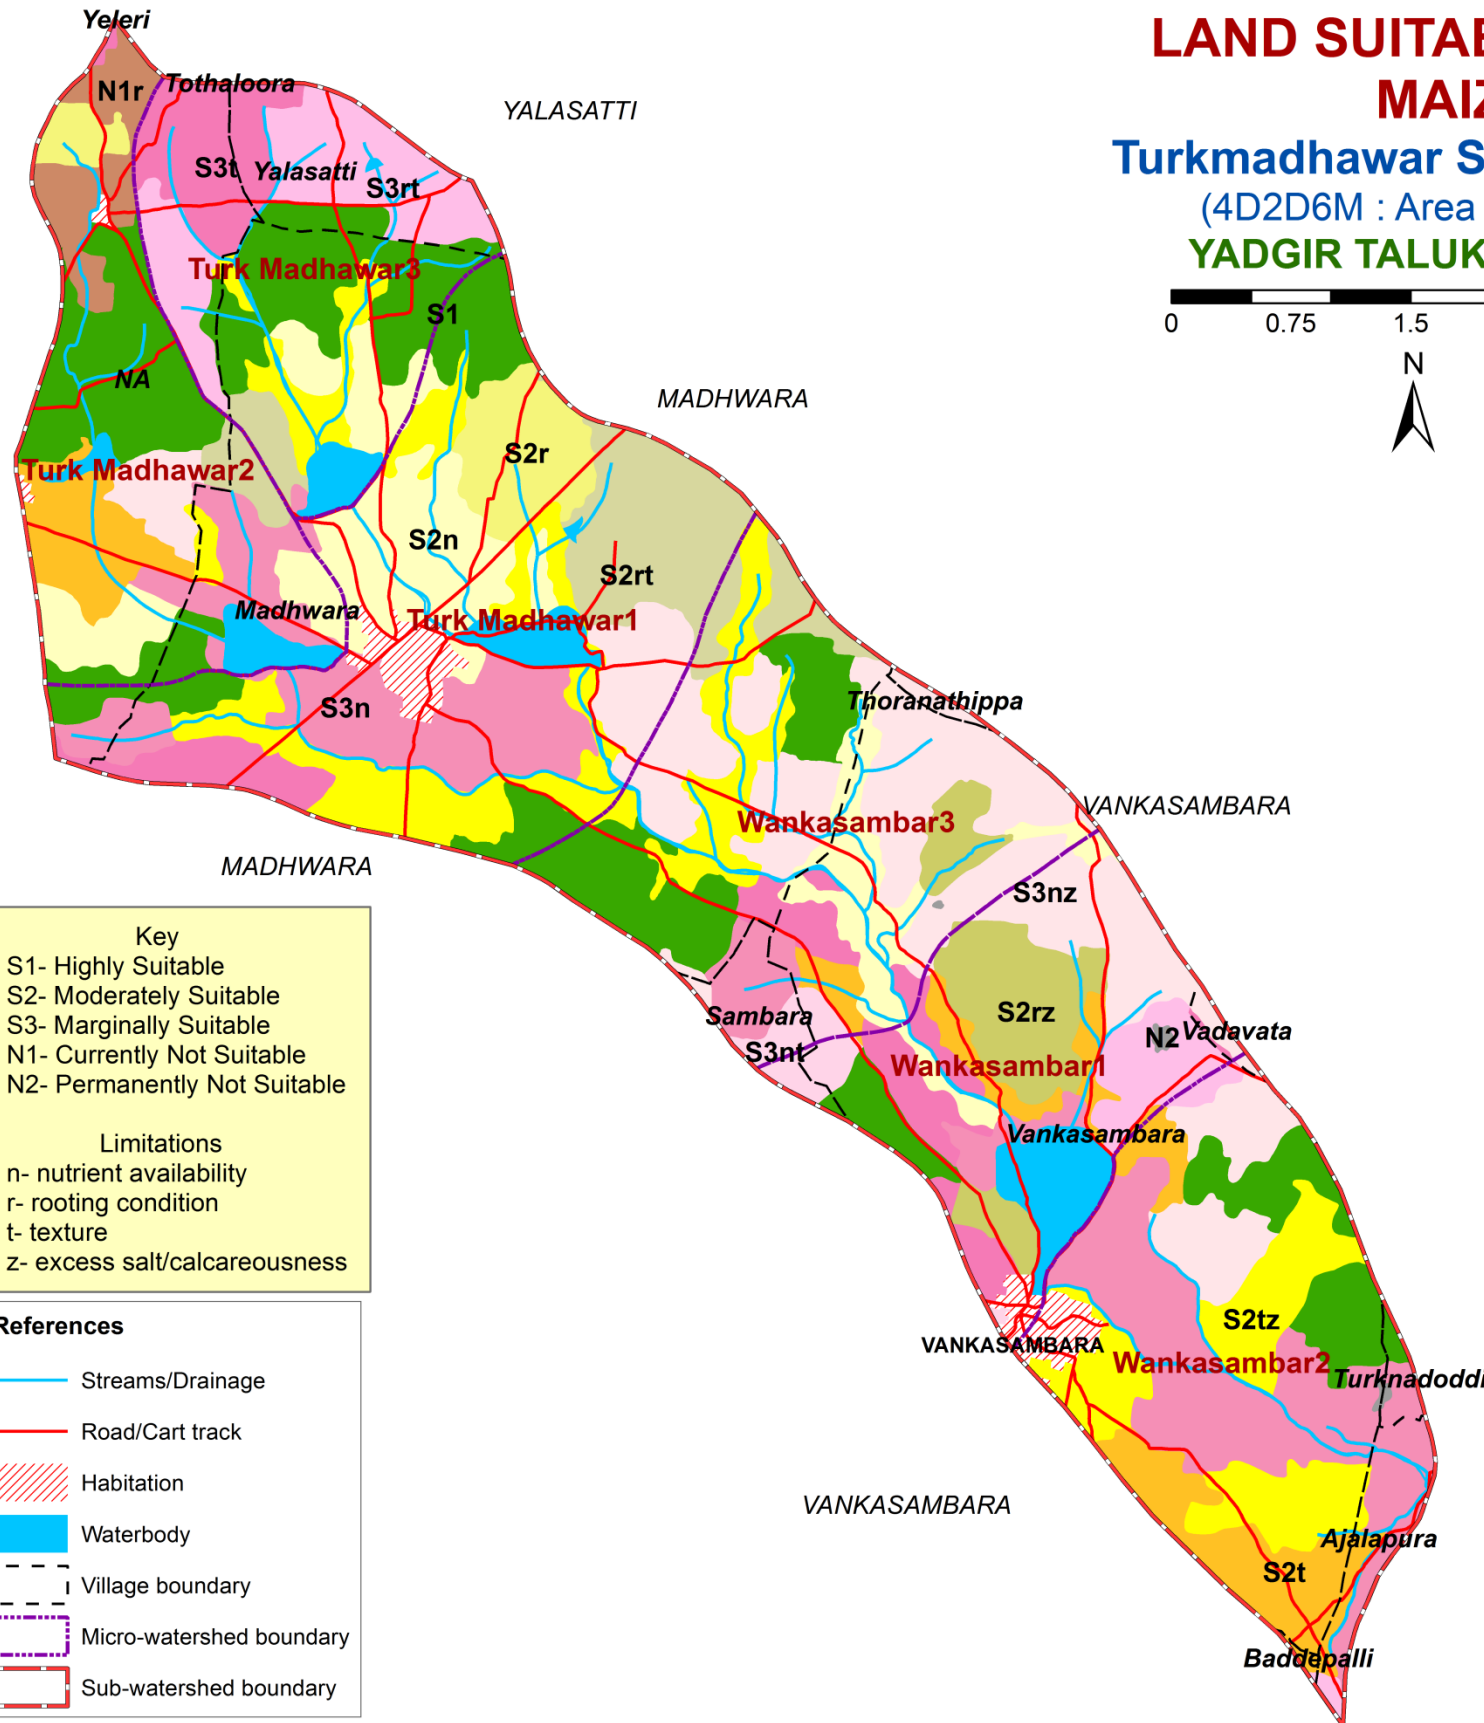 Yeleri
LAND SUITAB
MAIZ
Turkmadhawar S
(4D2D6M : Area
YADGIR TALUK
0 0.75 1.5
N
N1r
Tothaloora
YALASATTI
S3t
Yalasatti
S3rt
Turk Madhawar3
S1
NA
MADHWARA
Turk Madhawar2
S2r
S2n
S2rt
Madhwara
Turk Madhawar1
S3n
Thoranathippa
Wankasambar3
VANKASAMBARA
MADHWARA
S3nz
S2rz
Sambara
S3nt
N2
Vadavata
Wankasambar1
Vankasambara
S2tz
VANKASAMBARA
Wankasambar2
Turknadoddi
VANKASAMBARA
Ajalapura
S2t
Baddepalli
Key
S1- Highly Suitable
S2- Moderately Suitable
S3- Marginally Suitable
N1- Currently Not Suitable
N2- Permanently Not Suitable
Limitations
n- nutrient availability
r- rooting condition
t- texture
z- excess salt/calcareousness
References
Streams/Drainage
Road/Cart track
Habitation
Waterbody
Village boundary
Micro-watershed boundary
Sub-watershed boundary